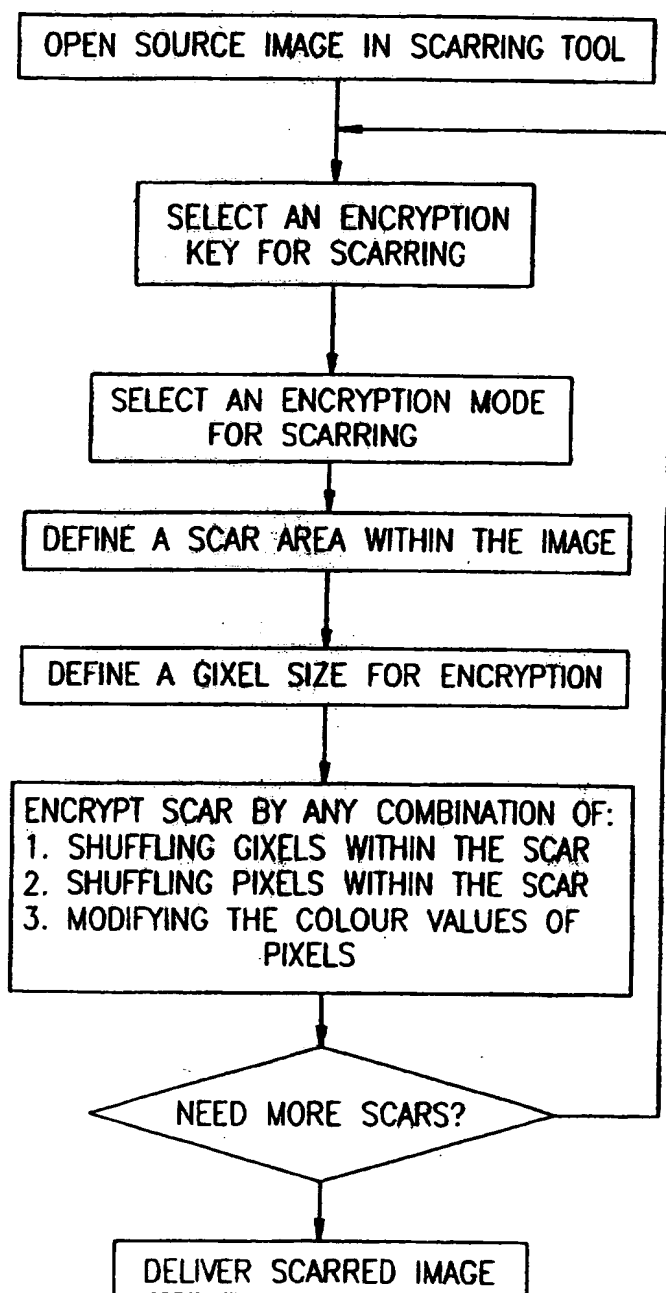 OPEN SOURCE IMAGE IN SCARRING TOOL
SELECT AN ENCRYPTION
KEY FOR SCARRING
SELECT AN ENCRYPTION MODE
FOR SCARRING
DEFINE A SCAR AREA WITHIN THE IMAGE
DEFINE A GIXEL SIZE FOR ENCRYPTION
ENCRYPT SCAR BY ANY COMBINATION OF:
1. SHUFFLING GIXELS WITHIN THE SCAR
2. SHUFFLING PIXELS WITHIN THE SCAR
3. MODIFYING THE COLOUR VALUES OF
PIXELS
NEED MORE SCARS?
DELIVER SCARRED IMAGE